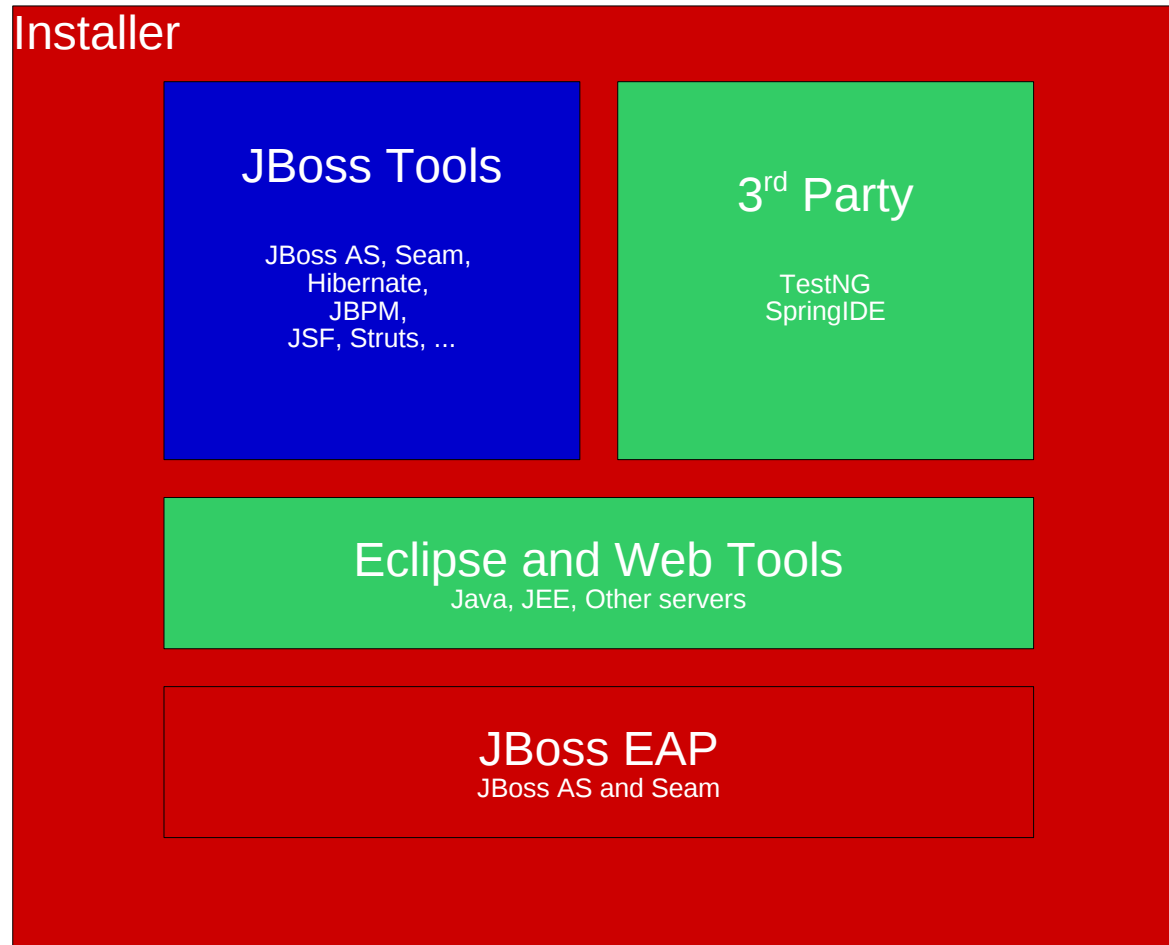 Installer
JBoss Tools
JBoss AS, Seam,
Hibernate,
JBPM,
JSF, Struts, ...
3rd Party
TestNG
SpringIDE
Eclipse and Web Tools
Java, JEE, Other servers
JBoss EAP
JBoss AS and Seam